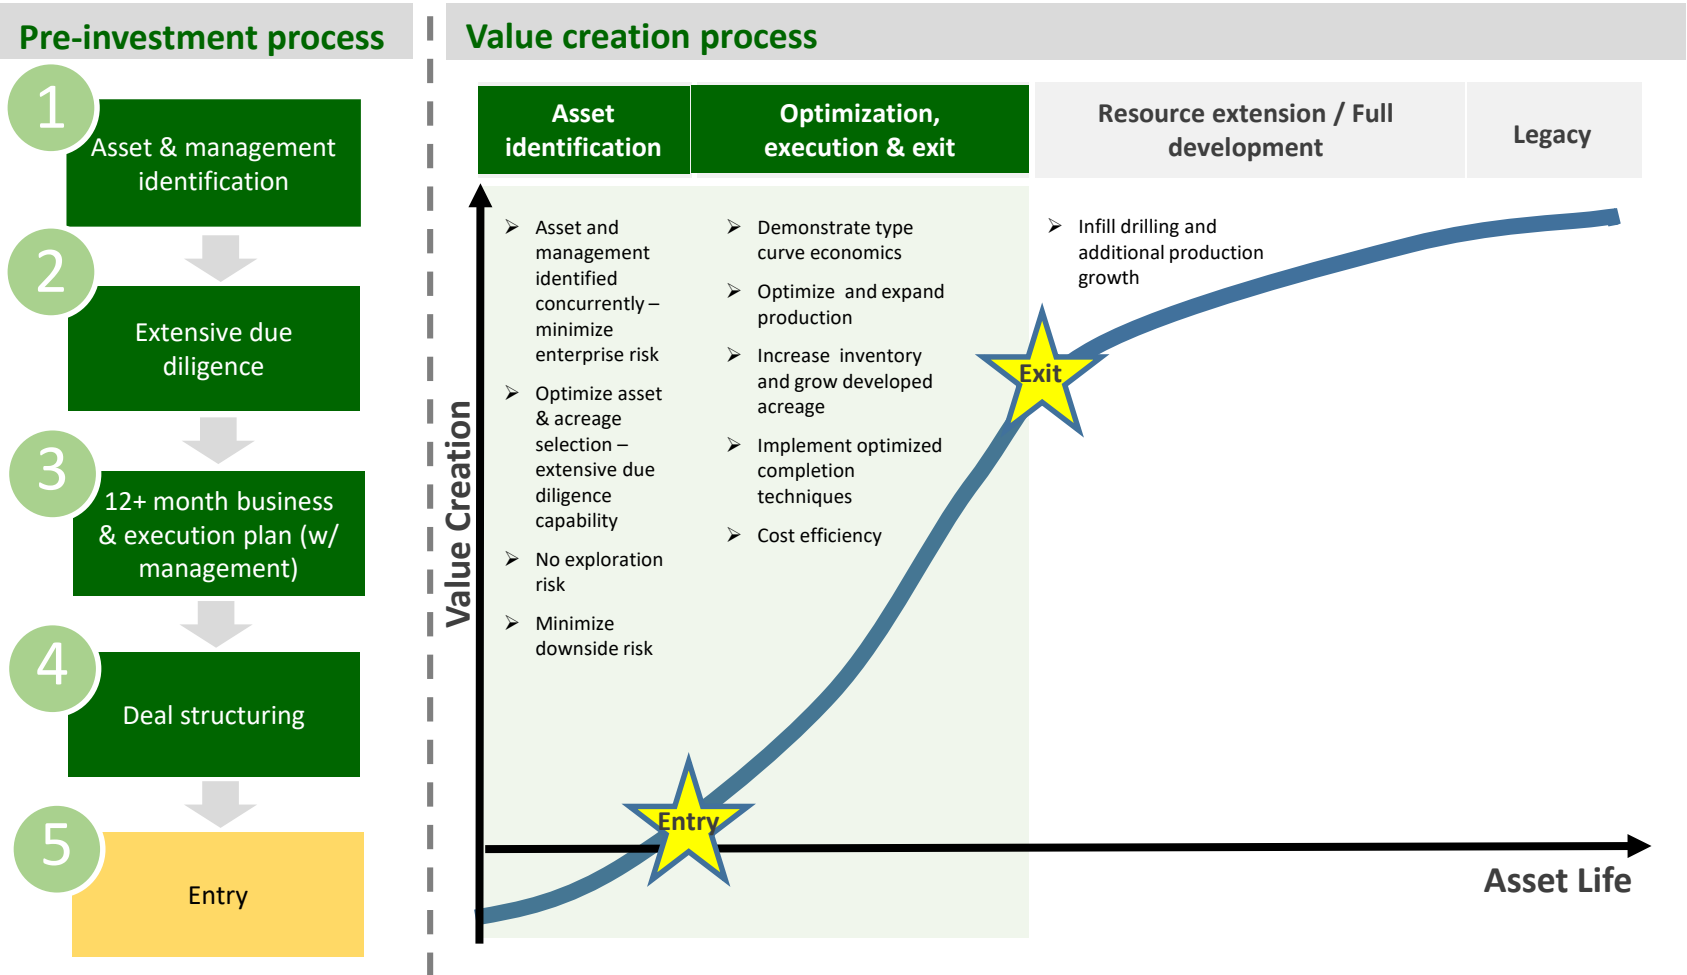 Pre-investment process
1
Asset & management
identification
2
Extensive due
diligence
3
12+ month business
& execution plan (w/
management)
4
Deal structuring
5
Entry
Value creation process
Asset
identification
Optimization,
execution & exit
Resource extension / Full
development
Legacy
Value Creation
➢ Asset and
management
identified
concurrently –
minimize
enterprise risk
➢ Optimize asset
& acreage
selection –
extensive due
diligence
capability
➢ No exploration
risk
➢ Minimize
downside risk
➢ Demonstrate type
curve economics
➢ Optimize and expand
production
➢ Increase inventory
and grow developed
acreage
➢ Implement optimized
completion
techniques
➢ Cost efficiency
➢ Infill drilling and
additional production
growth
Exit
Entry
Asset Life